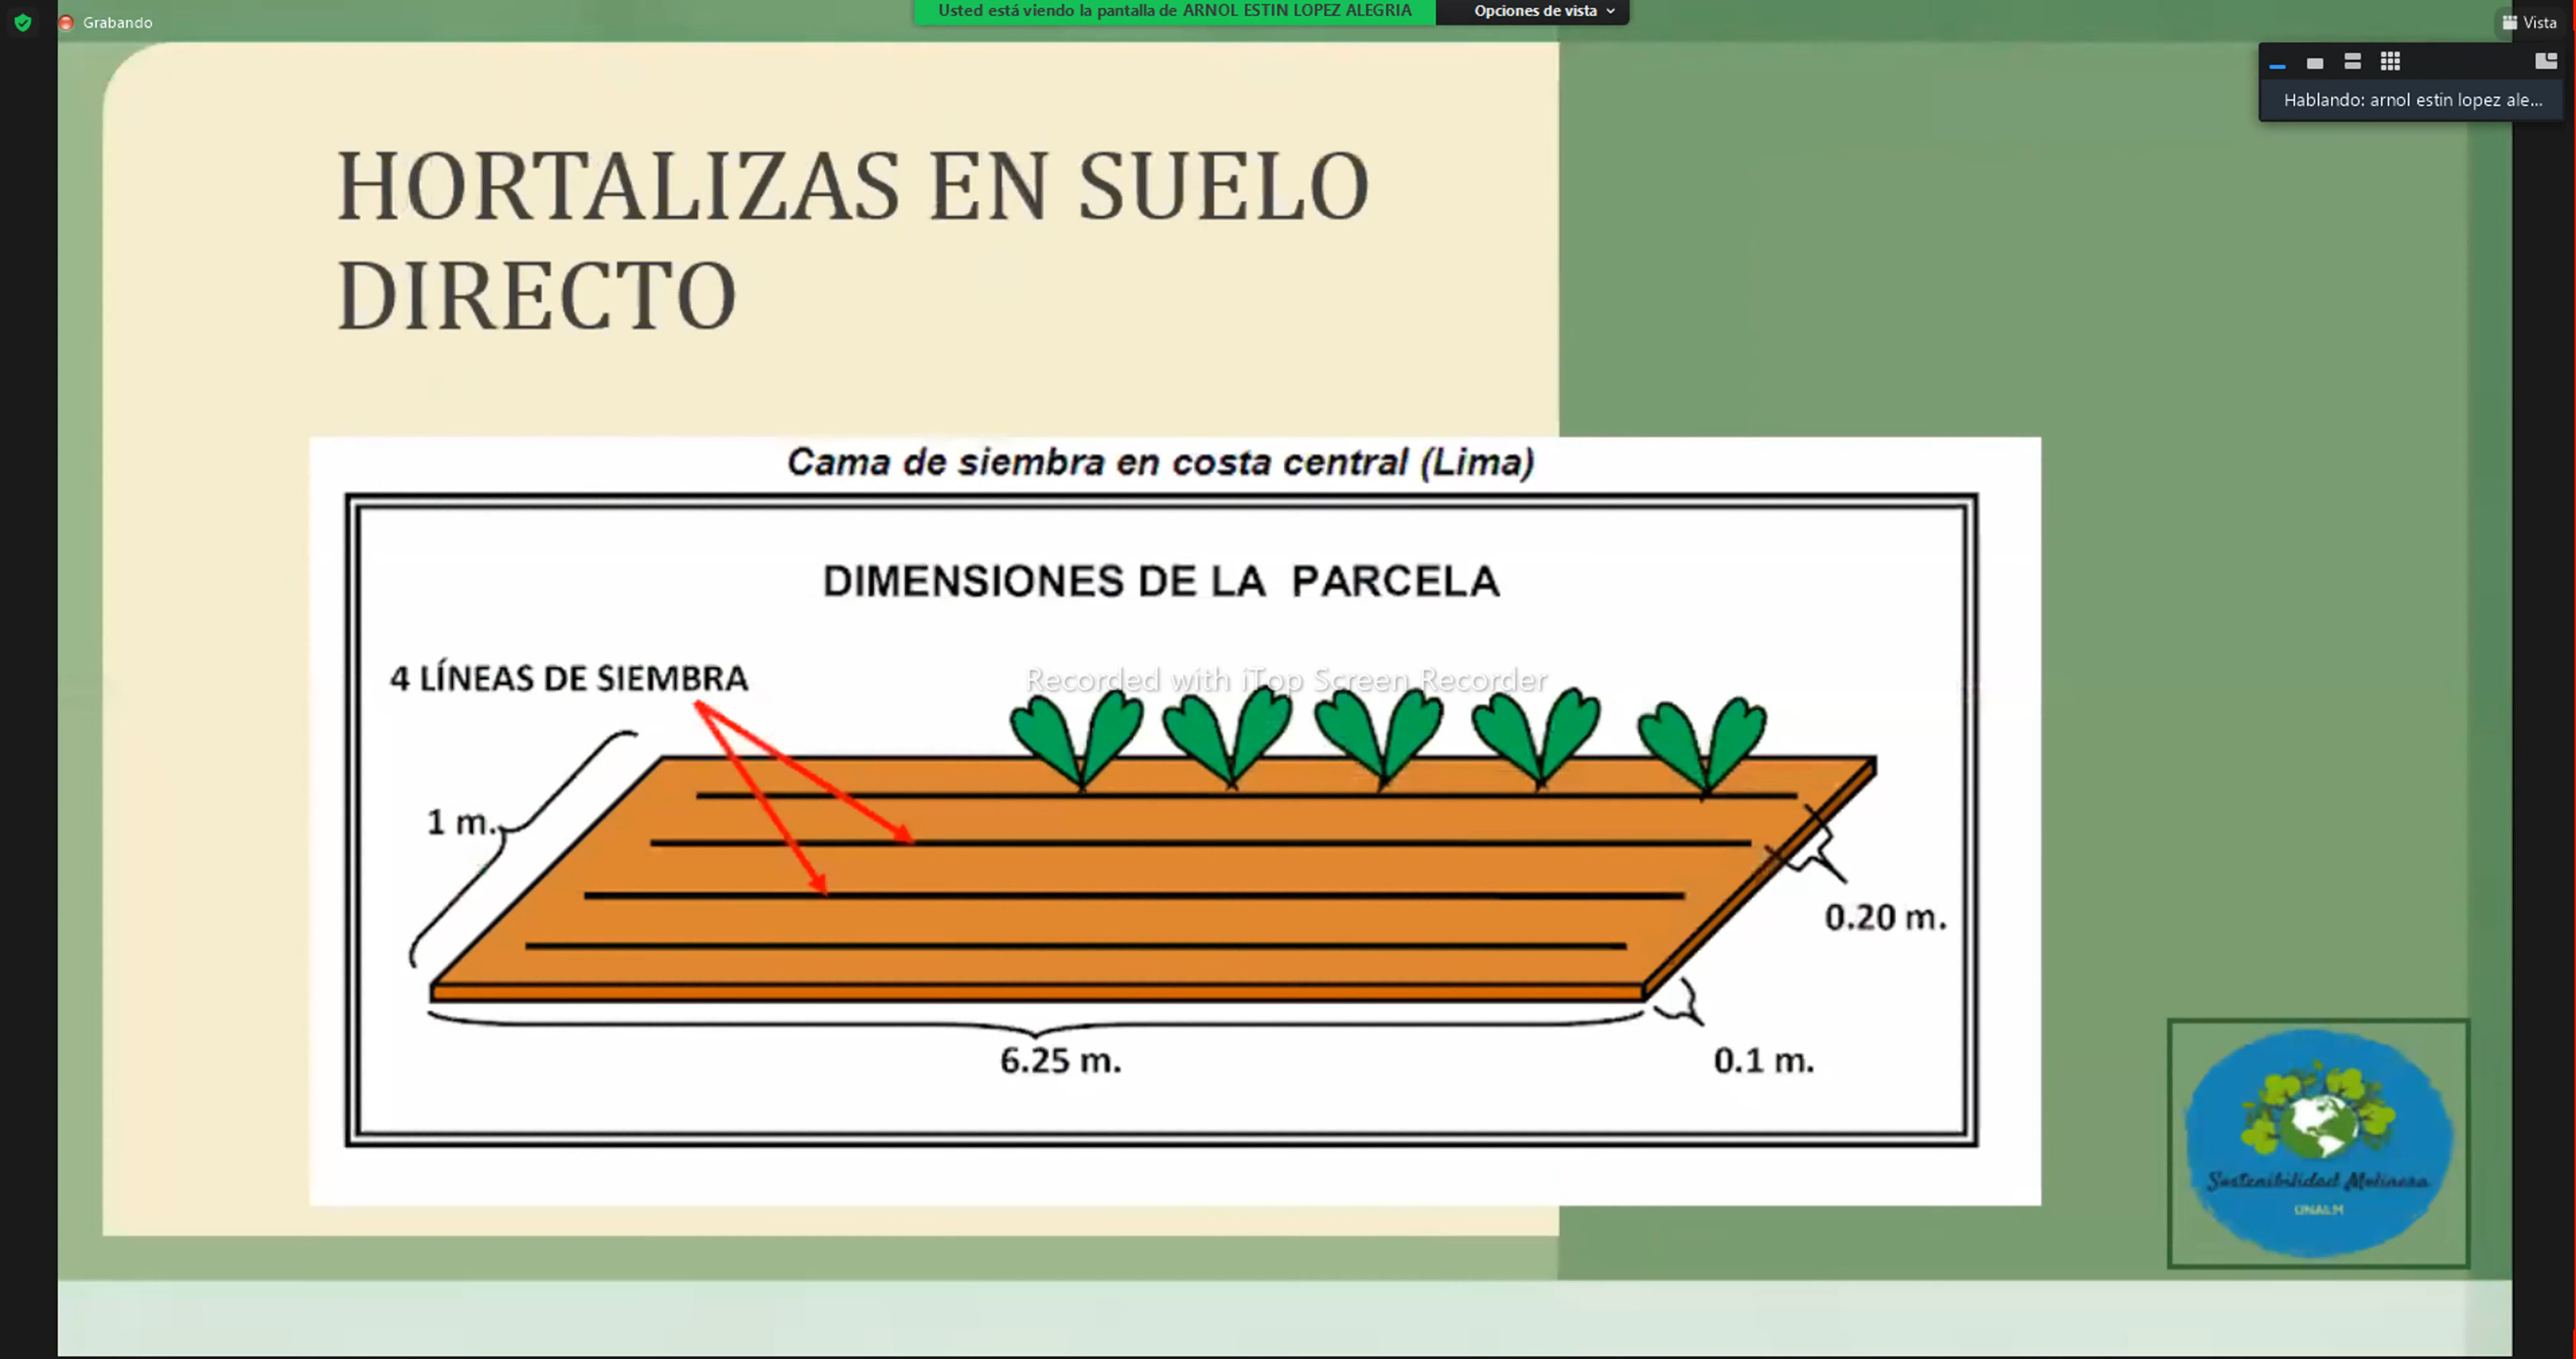 Grabando
Usted está viendo la pantalla de ARNOL ESTIN LOPEZ ALEGRIA
Opciones de vista
Vista
Hablando: arnol estin lopez ale...
HORTALIZAS EN SUELO
DIRECTO
Cama de siembra en costa central (Lima)
DIMENSIONES DE LA PARCELA
4 LÍNEAS DE SIEMBRA
Recorded with iTop Screen Recorder
1 m.
0.20 m.
6.25 m.
0.1 m.
Sostenibilidad Molinera
UNALM